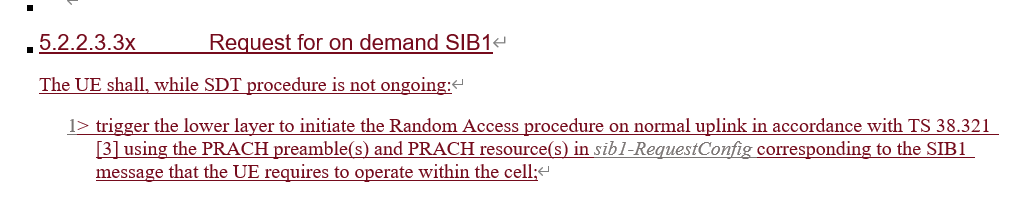 5.2.2.3.3x Request for on demand SIB1
The UE shall, while SDT procedure is not ongoing:
1> trigger the lower layer to initiate the Random Access procedure on normal uplink in accordance with TS 38.321
[3] using the PRACH preamble(s) and PRACH resource(s) in sib1-RequestConfig corresponding to the SIB1
message that the UE requires to operate within the cell;